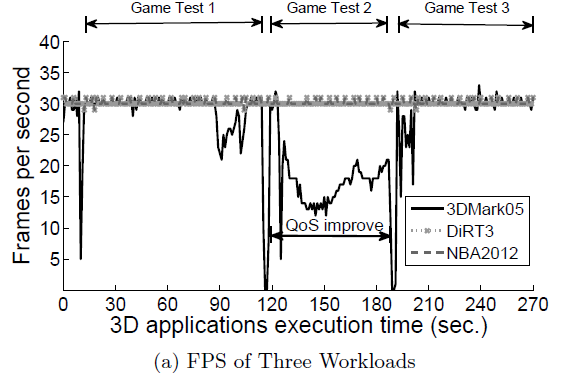 Game Test 1 Game Test 2 Game Test 3
40
35
30
25
20
15
10
5
Frames per second
QoS improve
3DMark05
DiRT3
NBA2012
0 30 60 90 120 150 180 210 240 270
3D applications execution time (sec.)
(a) FPS of Three Workloads